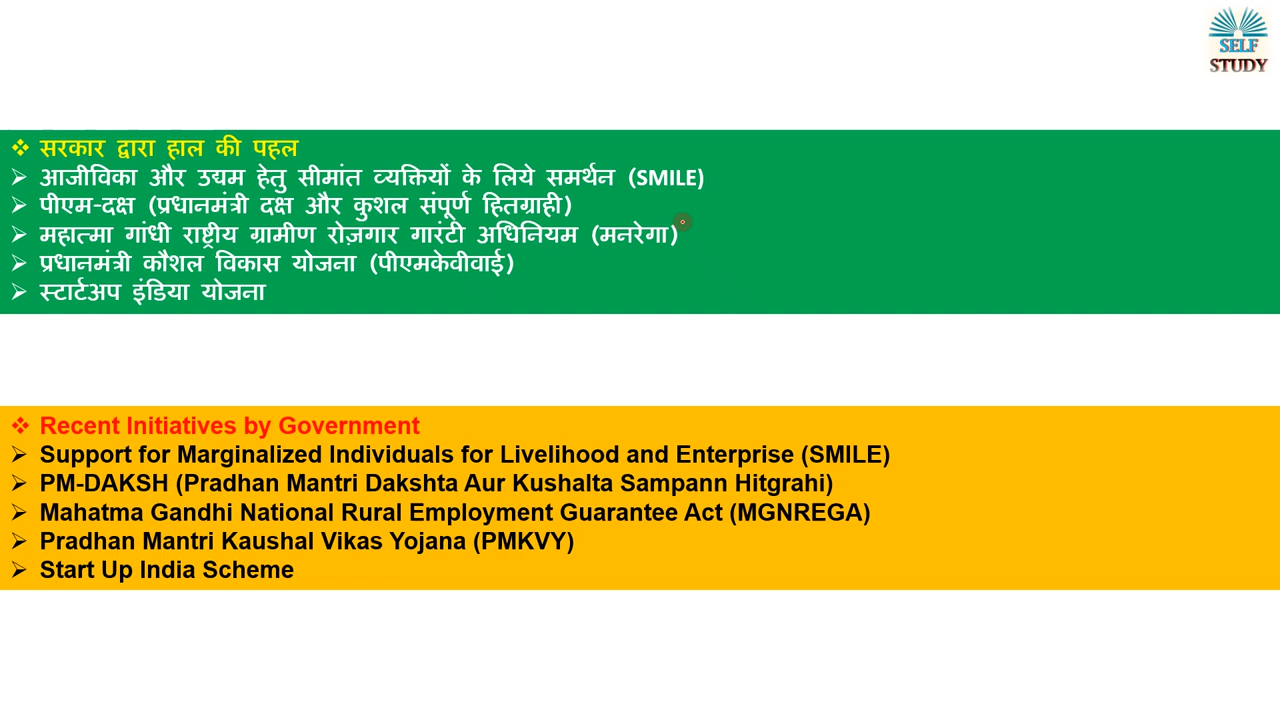 SELF
STUDY
❖ सरकार द्वारा हाल की पहल
➢ आजीविका और उद्यम हेतु सीमांत व्यक्तियों के लिये समर्थन (SMILE)
➢ पीएम-दक्ष (प्रधानमंत्री दक्ष और कुशल संपूर्ण हितग्राही)
➢ महात्मा गांधी राष्ट्रीय ग्रामीण रोज़गार गारंटी अधिनियम (मनरेगा)
➢ प्रधानमंत्री कौशल विकास योजना (पीएमकेवीवाई)
➢ स्टार्टअप इंडिया योजना
❖ Recent Initiatives by Government
➢ Support for Marginalized Individuals for Livelihood and Enterprise (SMILE)
➢ PM-DAKSH (Pradhan Mantri Dakshta Aur Kushalta Sampann Hitgrahi)
➢ Mahatma Gandhi National Rural Employment Guarantee Act (MGNREGA)
➢ Pradhan Mantri Kaushal Vikas Yojana (PMKVY)
➢ Start Up India Scheme